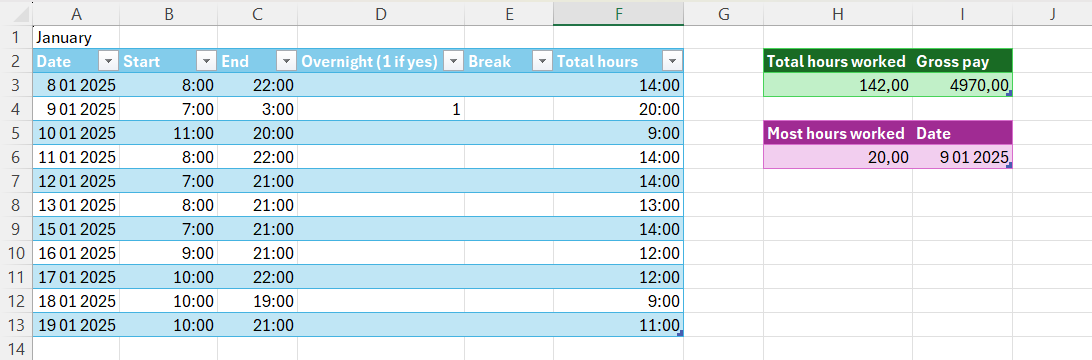 A B C D E F G H I J
1 January
2 Date Start End Overnight (1 if yes) Break Total hours Total hours worked Gross pay
3 8 01 2025 8:00 22:00 14:00 142,00 4970,00
4 9 01 2025 7:00 3:00 1 20:00
5 10 01 2025 11:00 20:00 9:00 Most hours worked Date
6 11 01 2025 8:00 22:00 14:00 20,00 9 01 2025
7 12 01 2025 7:00 21:00 14:00
8 13 01 2025 8:00 21:00 13:00
9 15 01 2025 7:00 21:00 14:00
10 16 01 2025 9:00 21:00 12:00
11 17 01 2025 10:00 22:00 12:00
12 18 01 2025 10:00 19:00 9:00
13 19 01 2025 10:00 21:00 11:00
14